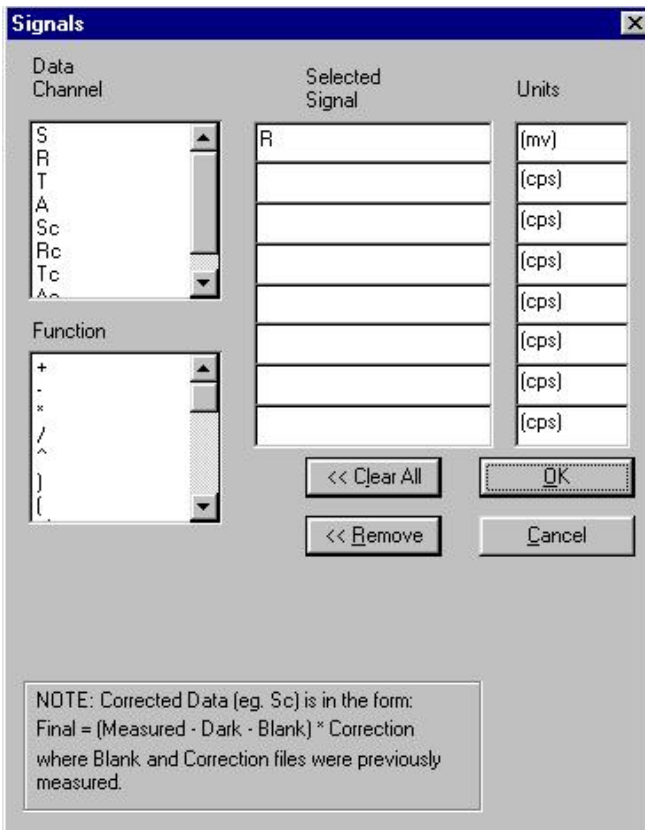 Signals
Data
Channel
S
R
T
A
Sc
Rc
Tc
Selected
Signal
R
Units
(mv)
(cps)
(cps)
(cps)
(cps)
(cps)
(cps)
(cps)
Function
+
-
*
/
^
)
(
<< Clear All
OK
<< Remove
Cancel
NOTE: Corrected Data (eg. Sc) is in the form:
Final = (Measured - Dark - Blank) * Correction
where Blank and Correction files were previously
measured.